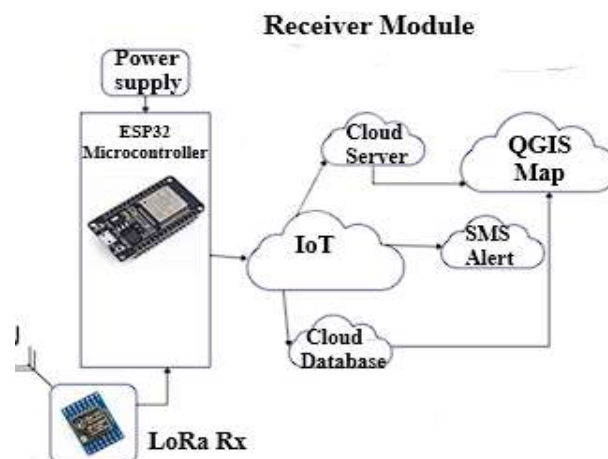 Receiver Module
Power
supply
ESP32
Microcontroller
Cloud
Server
QGIS
Map
IoT
SMS
Alert
Cloud
Database
LoRa Rx